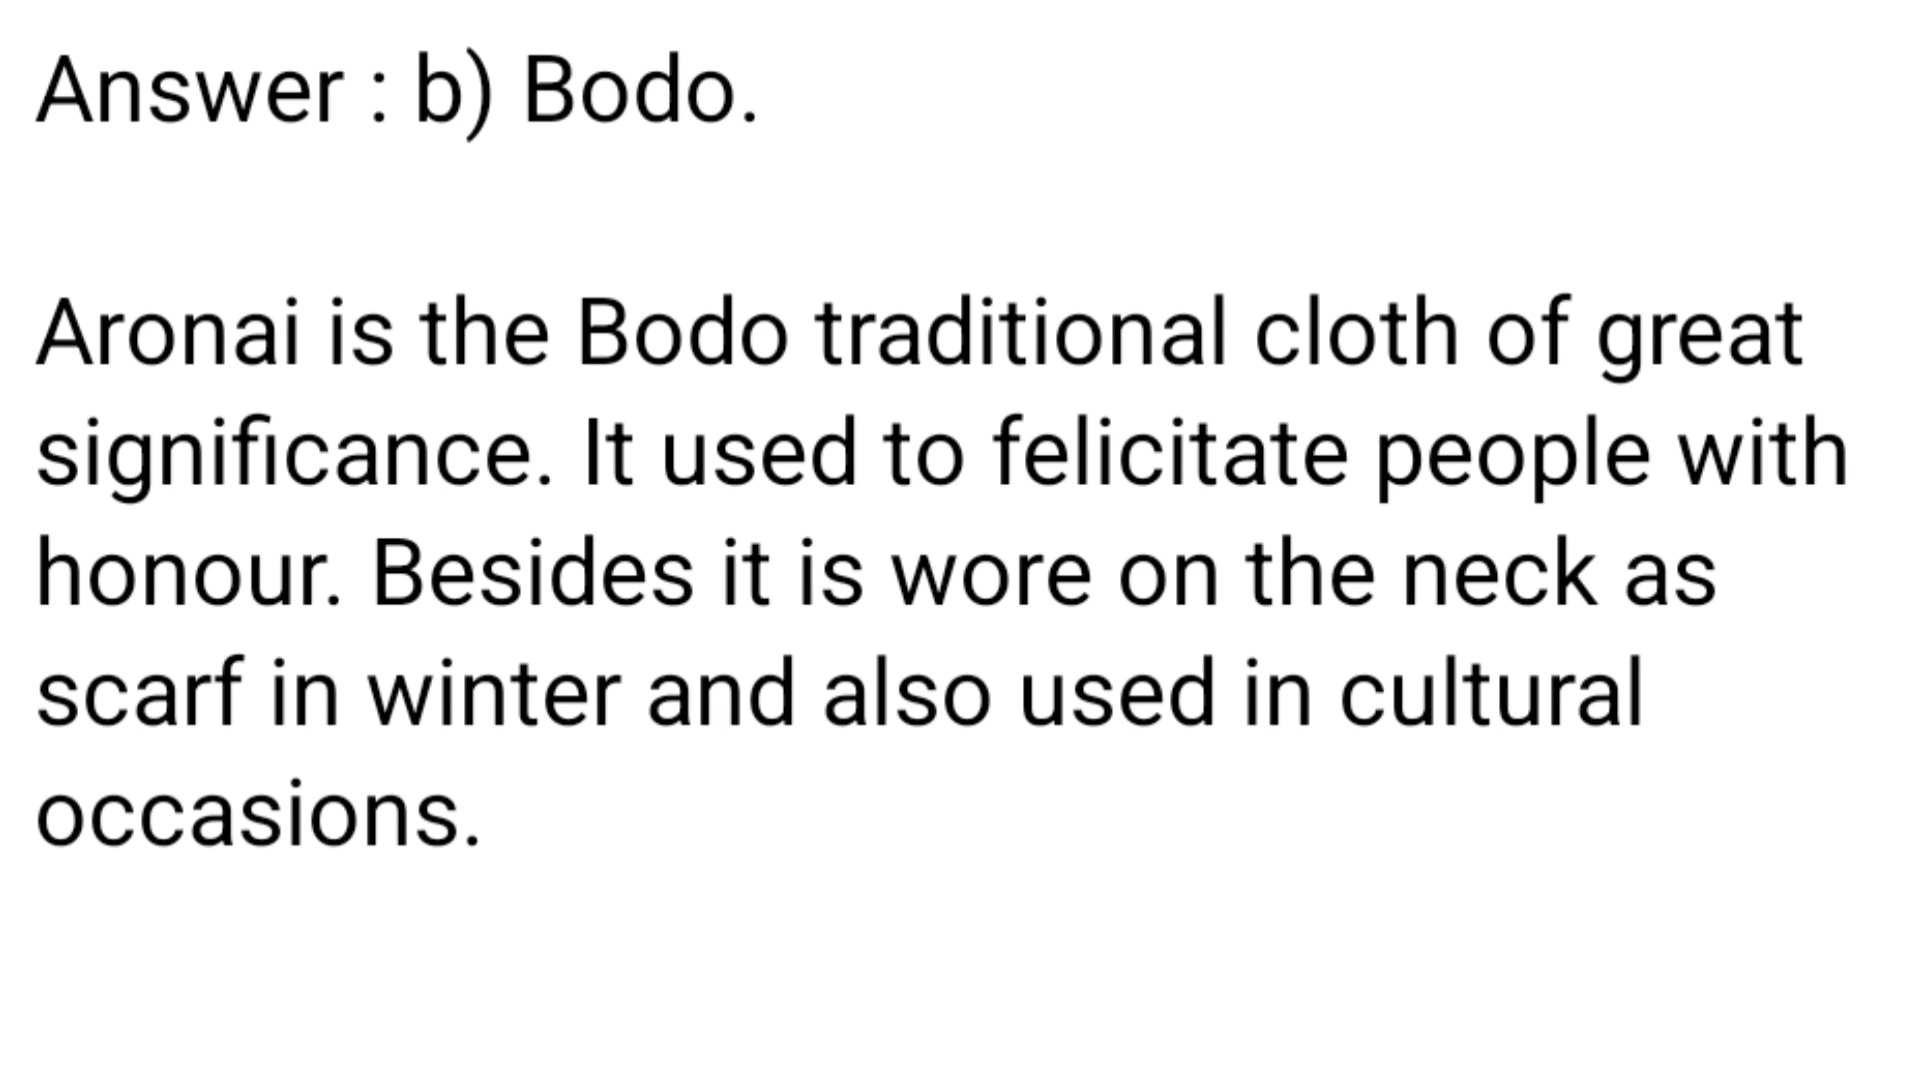 Answer : b) Bodo.
Aronai is the Bodo traditional cloth of great
significance. It used to felicitate people with
honour. Besides it is wore on the neck as
scarf in winter and also used in cultural
occasions.